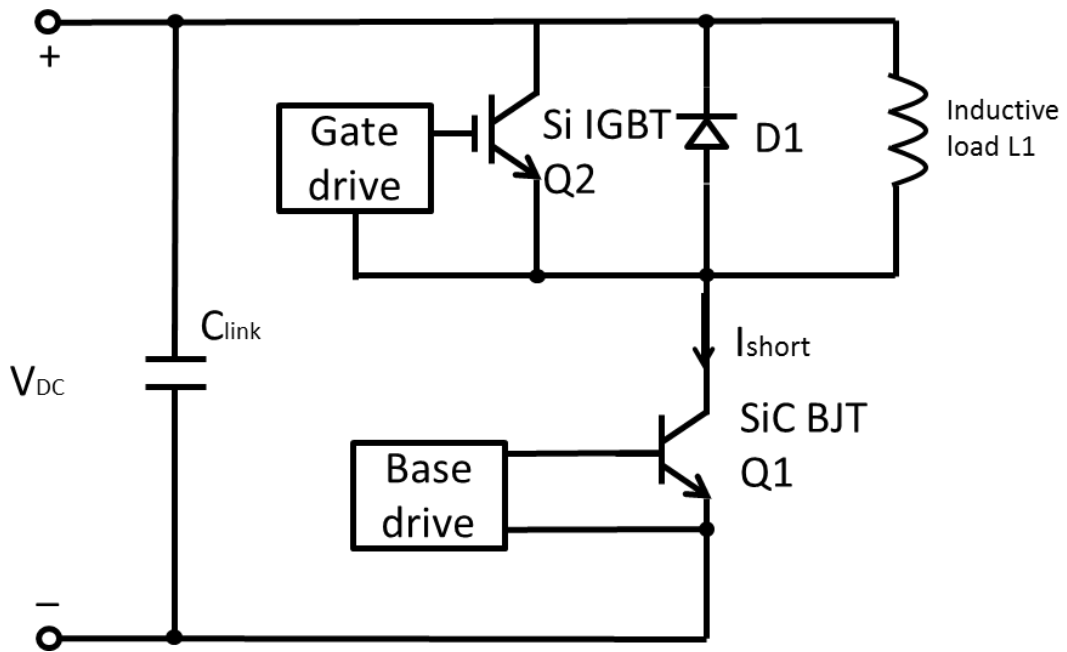 +
Gate
drive
Si IGBT
Q2
D1
Inductive
load L1
Clink
VDC
Ishort
SiC BJT
Q1
Base
drive
–